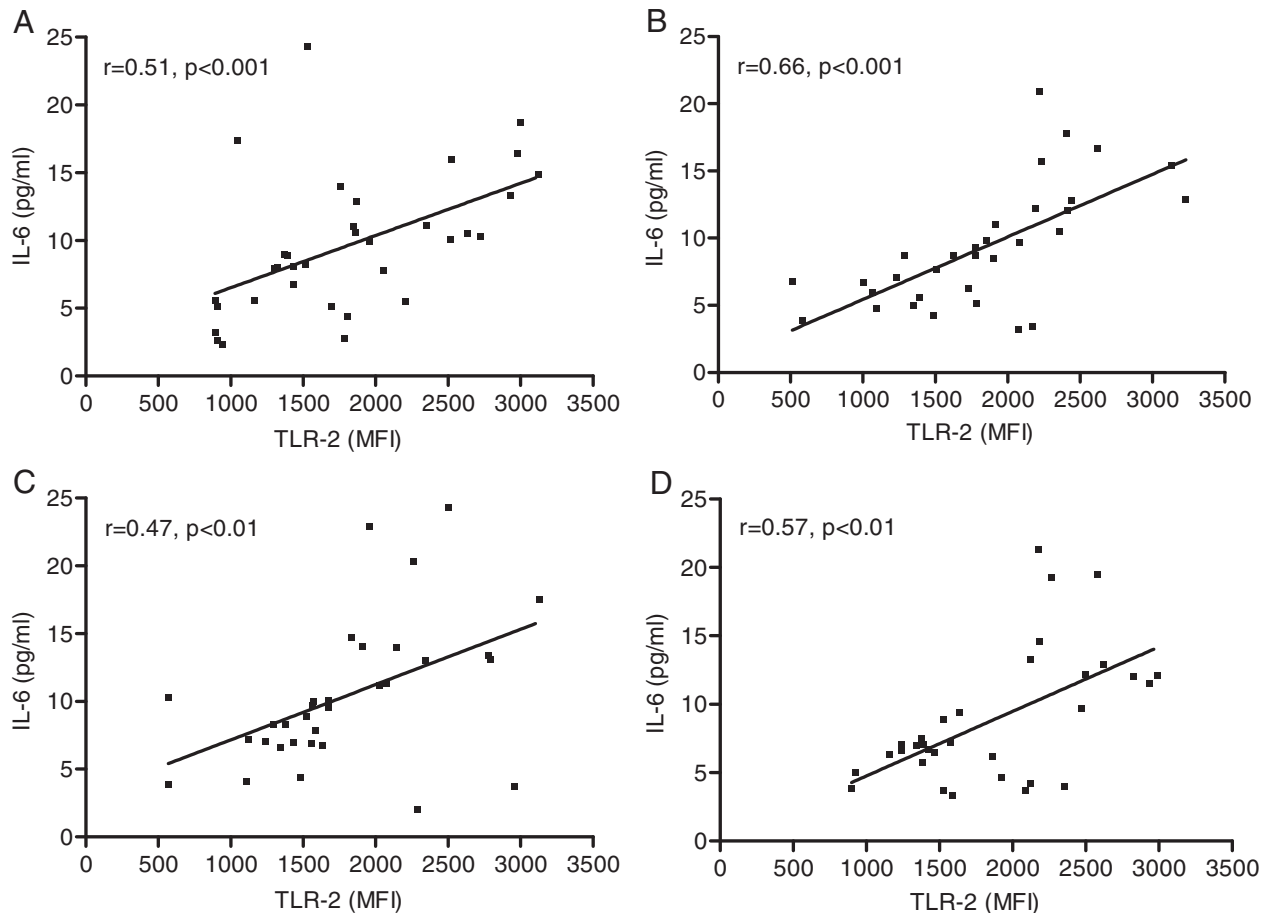 A
25
20
15
10
5
0
IL-6 (pg/ml)
r=0.51, p<0.001
0 500 1000 1500 2000 2500 3000 3500
TLR-2 (MFI)
B
25
20
15
10
5
0
IL-6 (pg/ml)
r=0.66, p<0.001
0 500 1000 1500 2000 2500 3000 3500
TLR-2 (MFI)
C
25
20
15
10
5
0
IL-6 (pg/ml)
r=0.47, p<0.01
0 500 1000 1500 2000 2500 3000 3500
TLR-2 (MFI)
D
25
20
15
10
5
0
IL-6 (pg/ml)
r=0.57, p<0.01
0 500 1000 1500 2000 2500 3000 3500
TLR-2 (MFI)